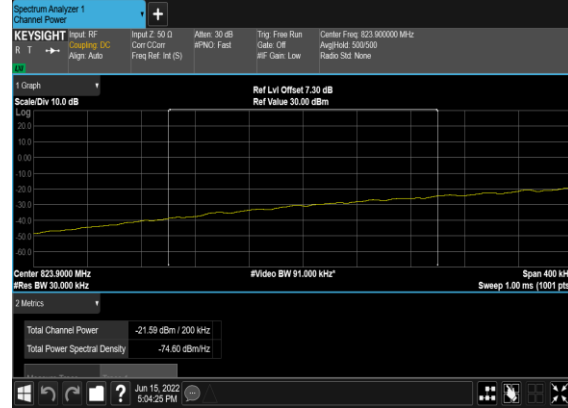 Spectrum Analyzer 1
Channel Power
KEYSIGHT
R T
LXI
Input: RF
Coupling: DC
Align: Auto
Input Z: 50 Ω
Corr CCorr
Freq Ref: Int (S)
Atten: 30 dB
#PNO: Fast
Trig: Free Run
Gate: Off
#IF Gain: Low
Center Freq: 823.900000 MHz
Avg|Hold: 500/500
Radio Std: None
1 Graph
Scale/Div 10.0 dB
Ref Lvl Offset 7.30 dB
Ref Value 30.00 dBm
Log
20.0
10.0
0.00
-10.0
-20.0
-30.0
-40.0
-50.0
-60.0
Center 823.9000 MHz
#Video BW 91.000 kHz*
Span 400 kH
#Res BW 30.000 kHz
Sweep 1.00 ms (1001 pts
2 Metrics
Total Channel Power -21.59 dBm / 200 kHz
Total Power Spectral Density -74.60 dBm/Hz
Jun 15, 2022
5:04:25 PM